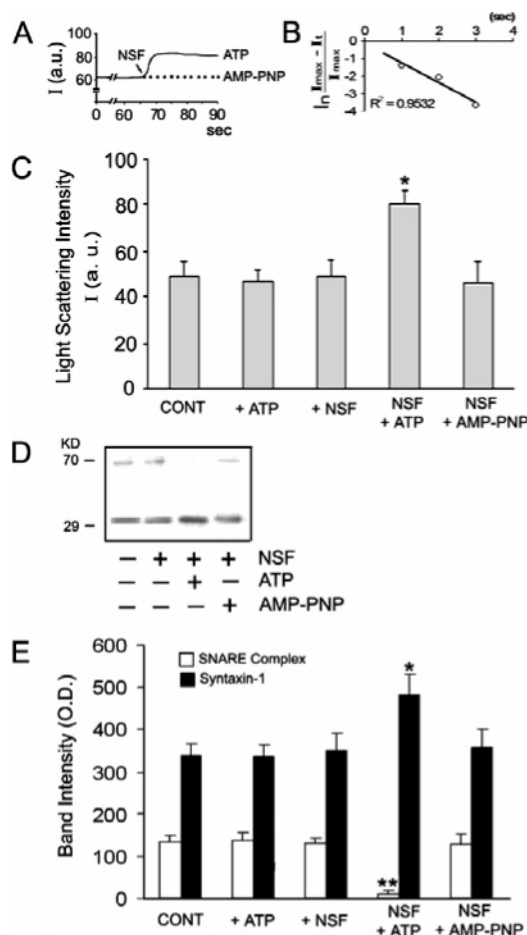 A
I (a.u.)
100
80
60
40
0
NSF
ATP
AMP-PNP
0 60 70 80 90
sec
B
(sec)
0 1 2 3 4
ln Imax - It
Imax
0
-1
-2
-3
-4
R² = 0.9532
C
Light Scattering Intensity
I (a. u.)
100
80
60
40
20
0
*
CONT
+ ATP
+ NSF
NSF
+ ATP
NSF
+ AMP-PNP
D
KD
70 –
29 –
– + + + NSF
– – + – ATP
– – – + AMP-PNP
E
Band Intensity (O.D.)
600
500
400
300
200
100
0
SNARE Complex
Syntaxin-1
*
**
CONT
+ ATP
+ NSF
NSF
+ ATP
NSF
+ AMP-PNP